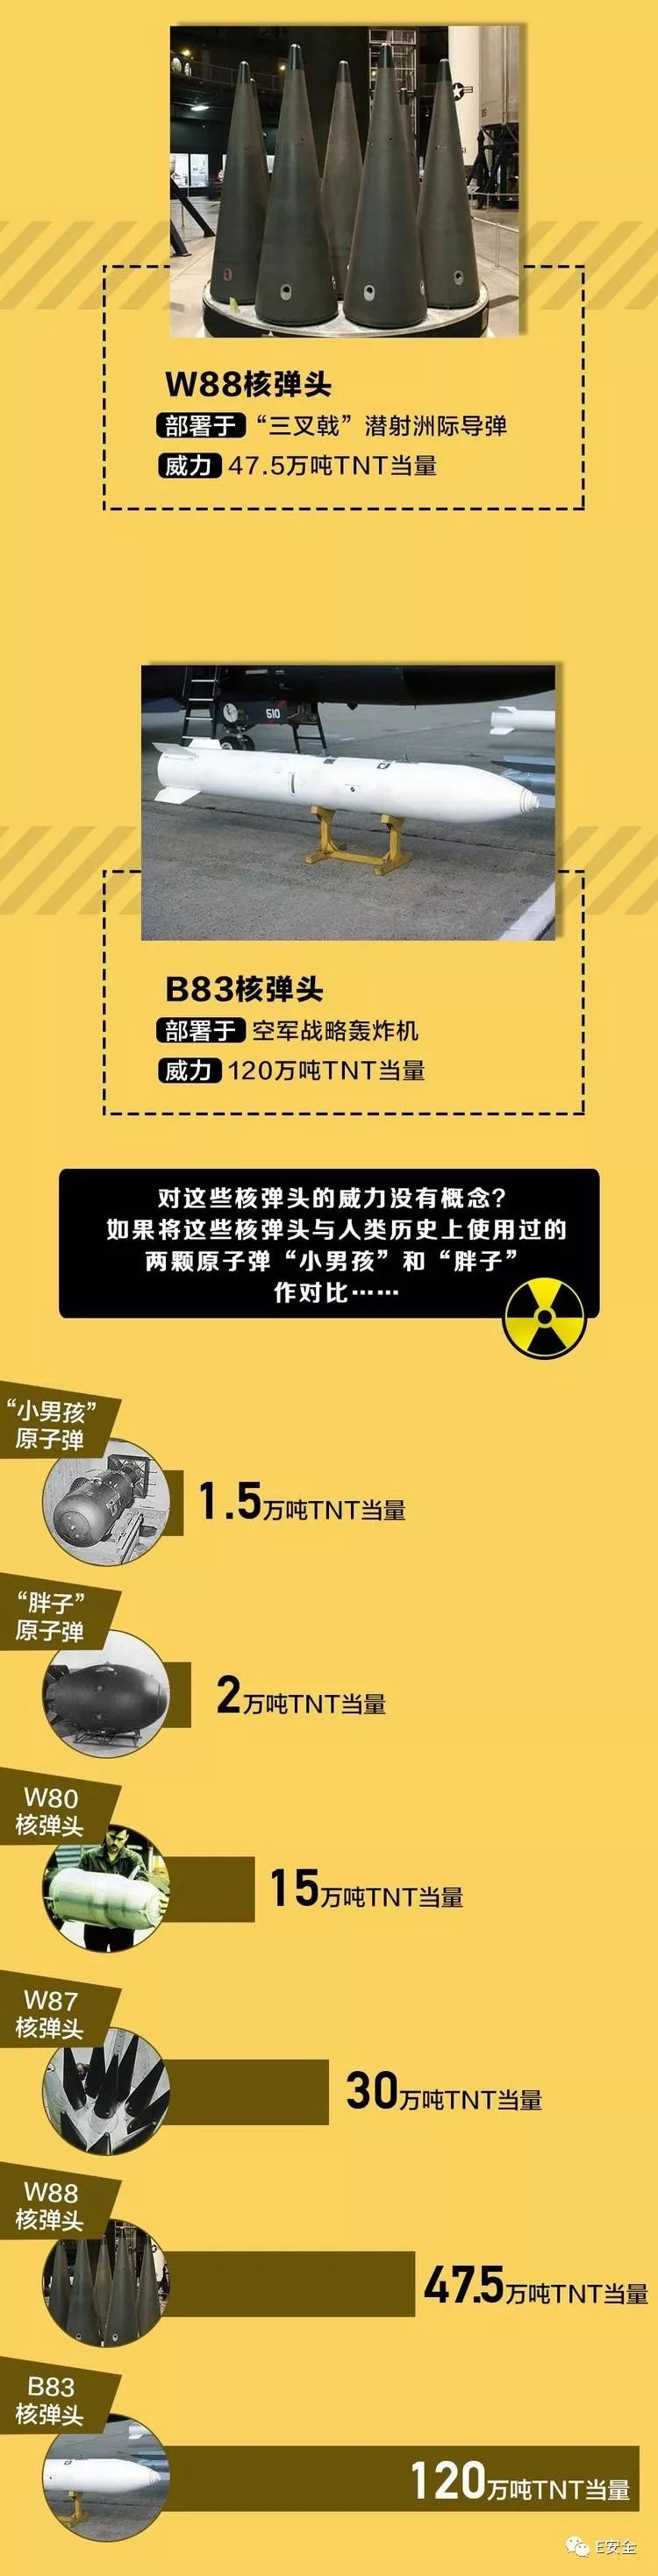 W88核弹头
部署于 “三叉戟”潜射洲际导弹
威力 47.5万吨TNT当量
510
B83核弹头
部署于 空军战略轰炸机
威力 120万吨TNT当量
对这些核弹头的威力没有概念?
如果将这些核弹头与人类历史上使用过的
两颗原子弹“小男孩”和“胖子”
作对比……
“小男孩”
原子弹
1.5万吨TNT当量
“胖子”
原子弹
2万吨TNT当量
W80
核弹头
15万吨TNT当量
W87
核弹头
30万吨TNT当量
W88
核弹头
47.5万吨TNT当量
B83
核弹头
120万吨TNT当量
E安全